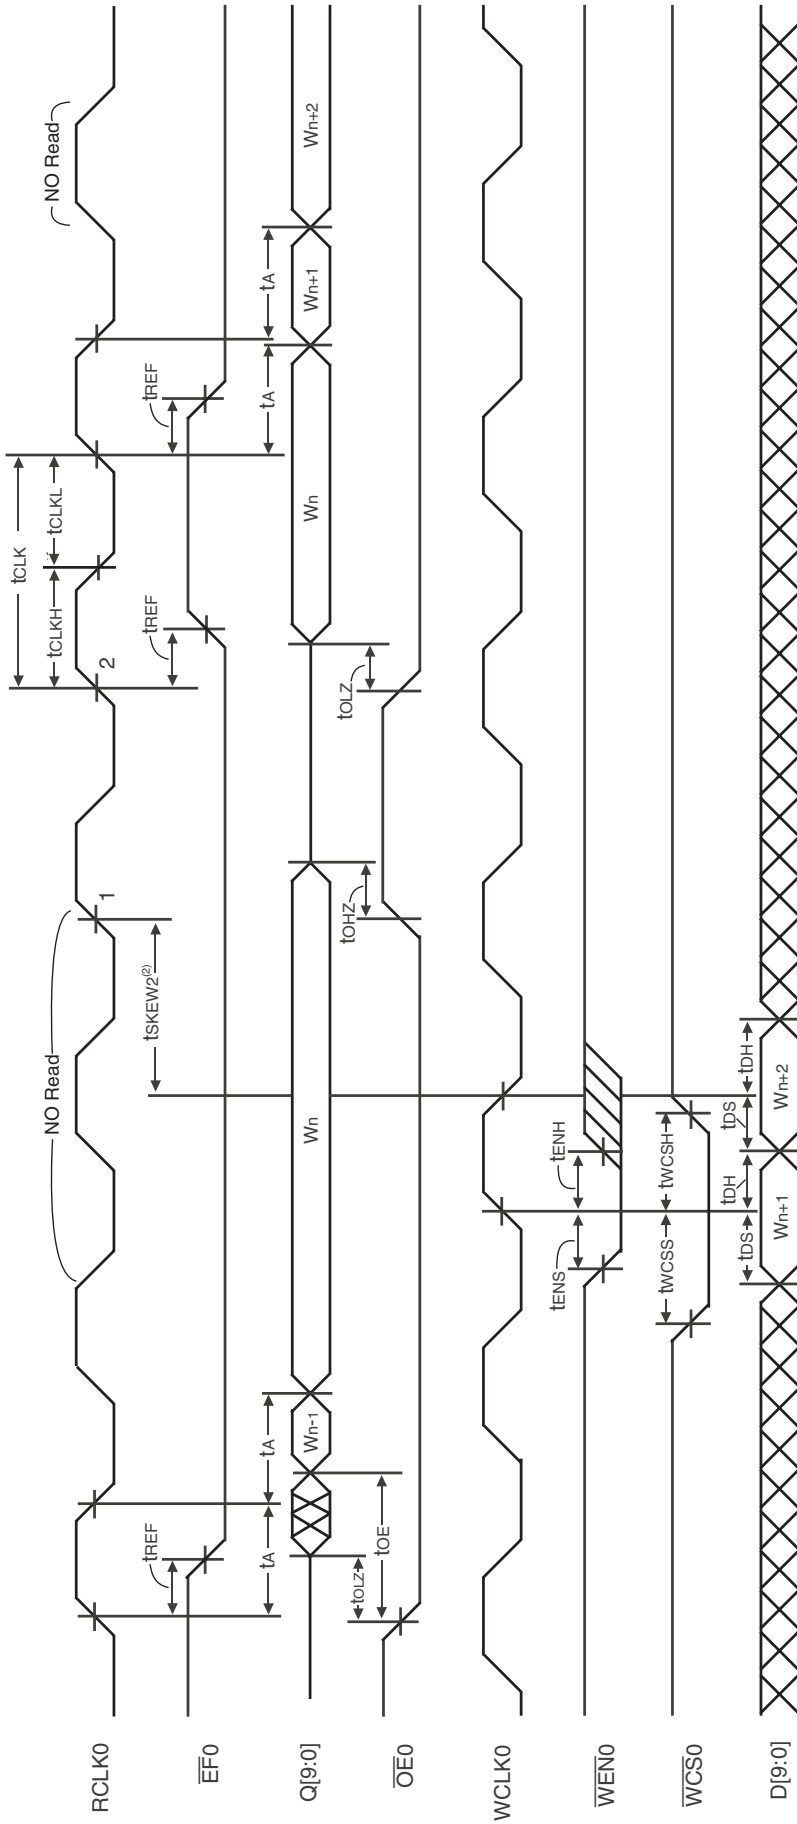 RCLK0
NO Read
1
2
NO Read
tCLK
tCLKH
tCLKL
tSKEW2(2)
EF0
tREF
tREF
tREF
Q[9:0]
tA
tA
tA
tA
Wn-1
Wn
Wn
Wn+1
Wn+2
OE0
tOLZ
tOE
tOHZ
tOLZ
WCLK0
WEN0
tENS
tENH
WCS0
tWCSS
tWCSH
D[9:0]
tDS
tDH
tDS
tDH
Wn+1
Wn+2